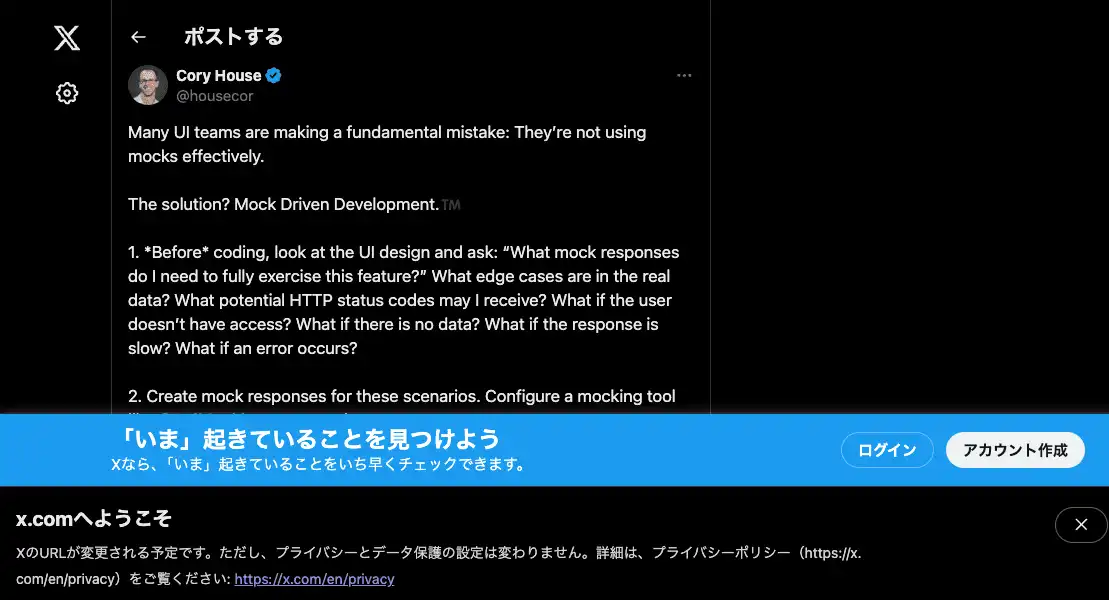 ポストする
Cory House
@housecor
Many UI teams are making a fundamental mistake: They’re not using
mocks effectively.
The solution? Mock Driven Development.™
1. *Before* coding, look at the UI design and ask: “What mock responses
do I need to fully exercise this feature?” What edge cases are in the real
data? What potential HTTP status codes may I receive? What if the user
doesn’t have access? What if there is no data? What if the response is
slow? What if an error occurs?
2. Create mock responses for these scenarios. Configure a mocking tool
「いま」起きていることを見つけよう
Xなら、「いま」起きていることをいち早くチェックできます。
ログイン
アカウント作成
x.comへようこそ
XのURLが変更される予定です。ただし、プライバシーとデータ保護の設定は変わりません。詳細は、プライバシーポリシー（https://x.
com/en/privacy）をご覧ください: https://x.com/en/privacy